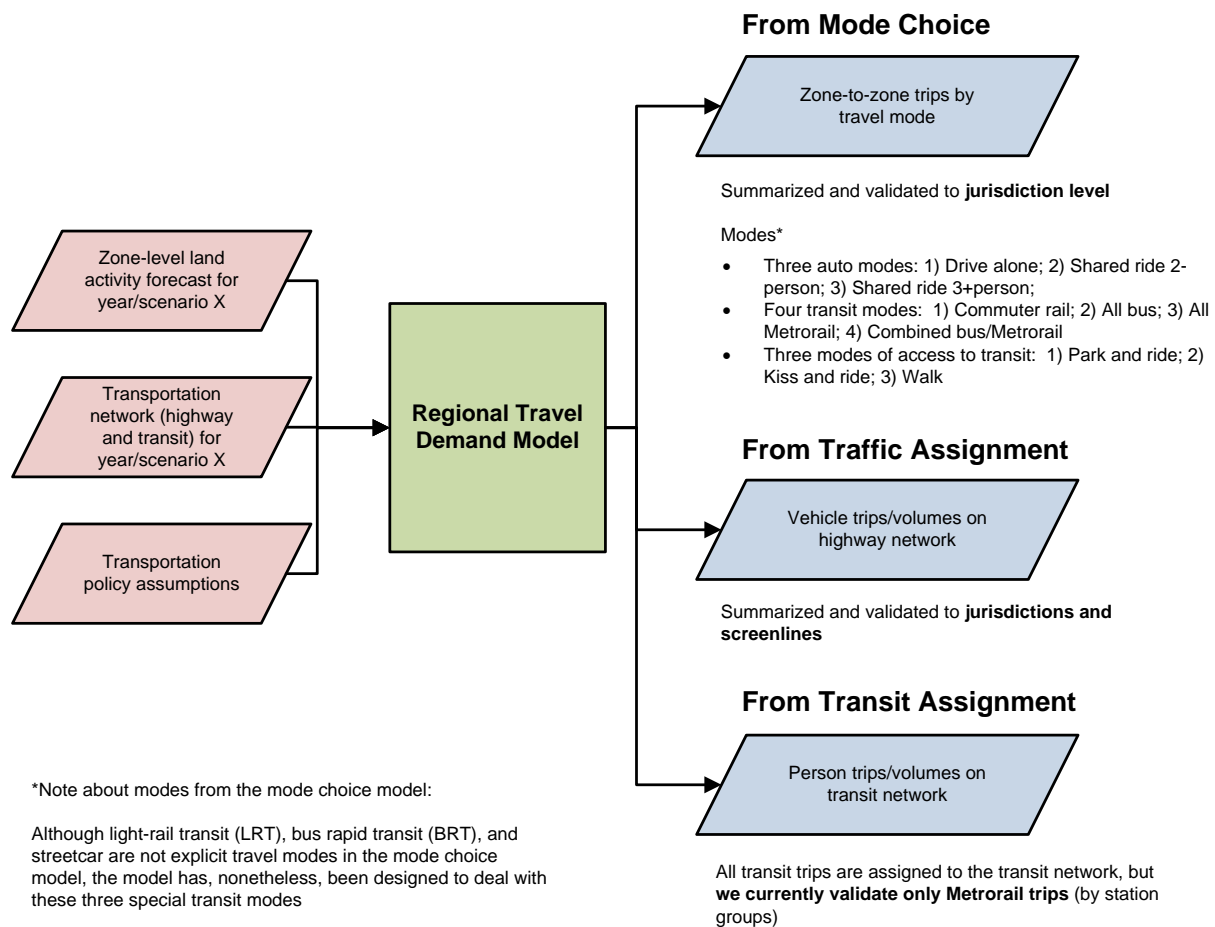 From Mode Choice
Zone-to-zone trips by
travel mode
Summarized and validated to jurisdiction level
Modes*
• Three auto modes: 1) Drive alone; 2) Shared ride 2-
person; 3) Shared ride 3+person;
• Four transit modes: 1) Commuter rail; 2) All bus; 3) All
Metrorail; 4) Combined bus/Metrorail
• Three modes of access to transit: 1) Park and ride; 2)
Kiss and ride; 3) Walk
Zone-level land
activity forecast for
year/scenario X
Transportation
network (highway
and transit) for
year/scenario X
Transportation
policy assumptions
Regional Travel
Demand Model
From Traffic Assignment
Vehicle trips/volumes on
highway network
Summarized and validated to jurisdictions and
screenlines
From Transit Assignment
Person trips/volumes on
transit network
All transit trips are assigned to the transit network, but
we currently validate only Metrorail trips (by station
groups)
*Note about modes from the mode choice model:
Although light-rail transit (LRT), bus rapid transit (BRT), and
streetcar are not explicit travel modes in the mode choice
model, the model has, nonetheless, been designed to deal with
these three special transit modes